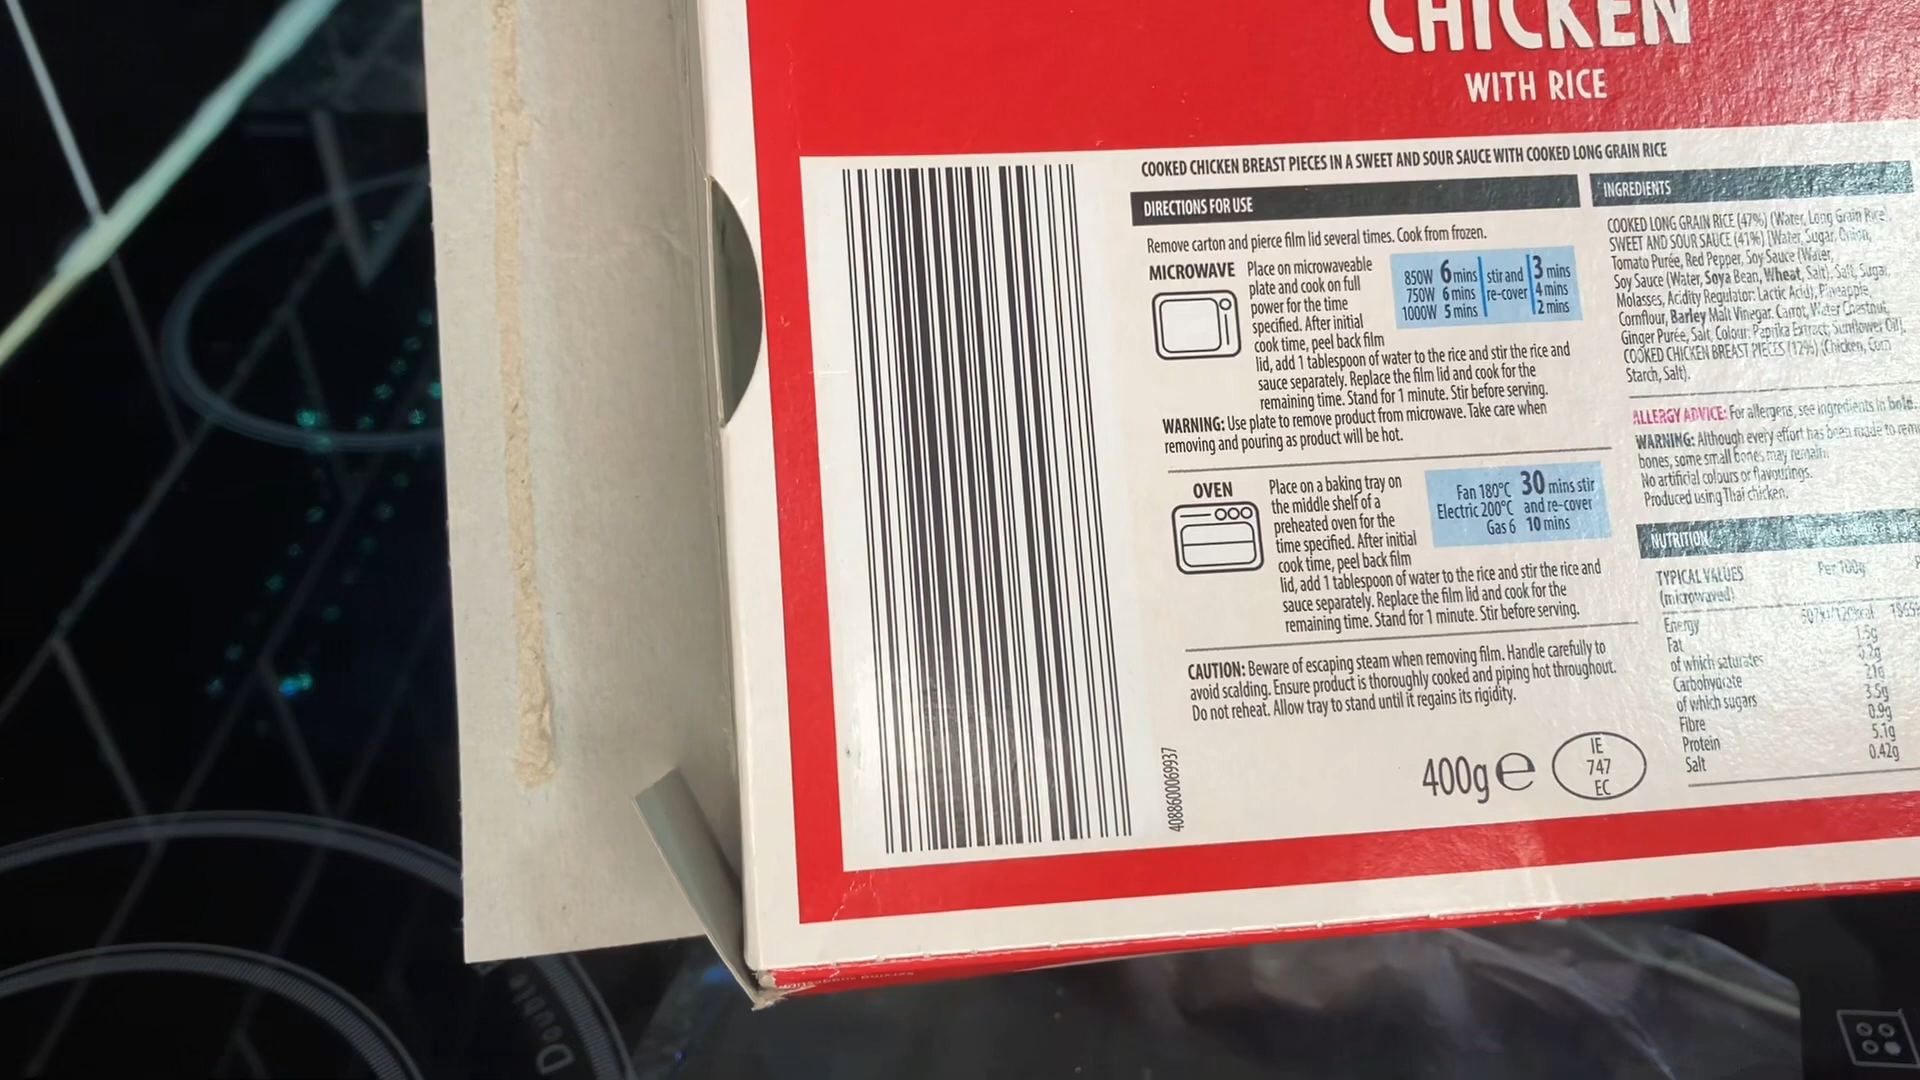 CHICKEN
WITH RICE
COOKED CHICKEN BREAST PIECES IN A SWEET AND SOUR SAUCE WITH COOKED LONG GRAIN RICE
DIRECTIONS FOR USE
Remove carton and pierce film lid several times. Cook from frozen.
MICROWAVE
Place on microwaveable
plate and cook on full
power for the time
specified. After initial
cook time, peel back film
lid, add 1 tablespoon of water to the rice and stir the rice and
sauce separately. Replace the film lid and cook for the
remaining time. Stand for 1 minute. Stir before serving.
850W 6 mins stir and 3 mins
750W 6 mins re-cover 4 mins
1000W 5 mins 2 mins
WARNING: Use plate to remove product from microwave. Take care when
removing and pouring as product will be hot.
OVEN
Place on a baking tray on
the middle shelf of a
preheated oven for the
time specified. After initial
cook time, peel back film
lid, add 1 tablespoon of water to the rice and stir the rice and
sauce separately. Replace the film lid and cook for the
remaining time. Stand for 1 minute. Stir before serving.
Fan 180°C 30 mins stir
Electric 200°C and re-cover
Gas 6 10 mins
CAUTION: Beware of escaping steam when removing film. Handle carefully to
avoid scalding. Ensure product is thoroughly cooked and piping hot throughout.
Do not reheat. Allow tray to stand until it regains its rigidity.
4088600069937
400g e
IE
747
EC
INGREDIENTS
COOKED LONG GRAIN RICE (47%) (Water, Long Grain Rice),
SWEET AND SOUR SAUCE (41%) [Water, Sugar, Onion,
Tomato Purée, Red Pepper, Soy Sauce (Water,
Soy Sauce (Water, Soya Bean, Wheat, Salt), Salt, Sugar,
Molasses, Acidity Regulator: Lactic Acid), Pineapple,
Cornflour, Barley Malt Vinegar, Carrot, Water Chestnut,
Ginger Purée, Salt, Colour: Paprika Extract; Sunflower Oil],
COOKED CHICKEN BREAST PIECES (12%) (Chicken, Corn
Starch, Salt).
ALLERGY ADVICE: For allergens, see ingredients in bold.
WARNING: Although every effort has been made to
bones, some small bones may remain.
No artificial colours or flavourings.
Produced using Thai chicken.
NUTRITION
TYPICAL VALUES Per 100g
(microwaved)
Energy 507kJ/120kcal
Fat 1.5g
of which saturates 0.2g
Carbohydrate 21g
of which sugars 3.5g
Fibre 0.9g
Protein 5.1g
Salt 0.42g
Double